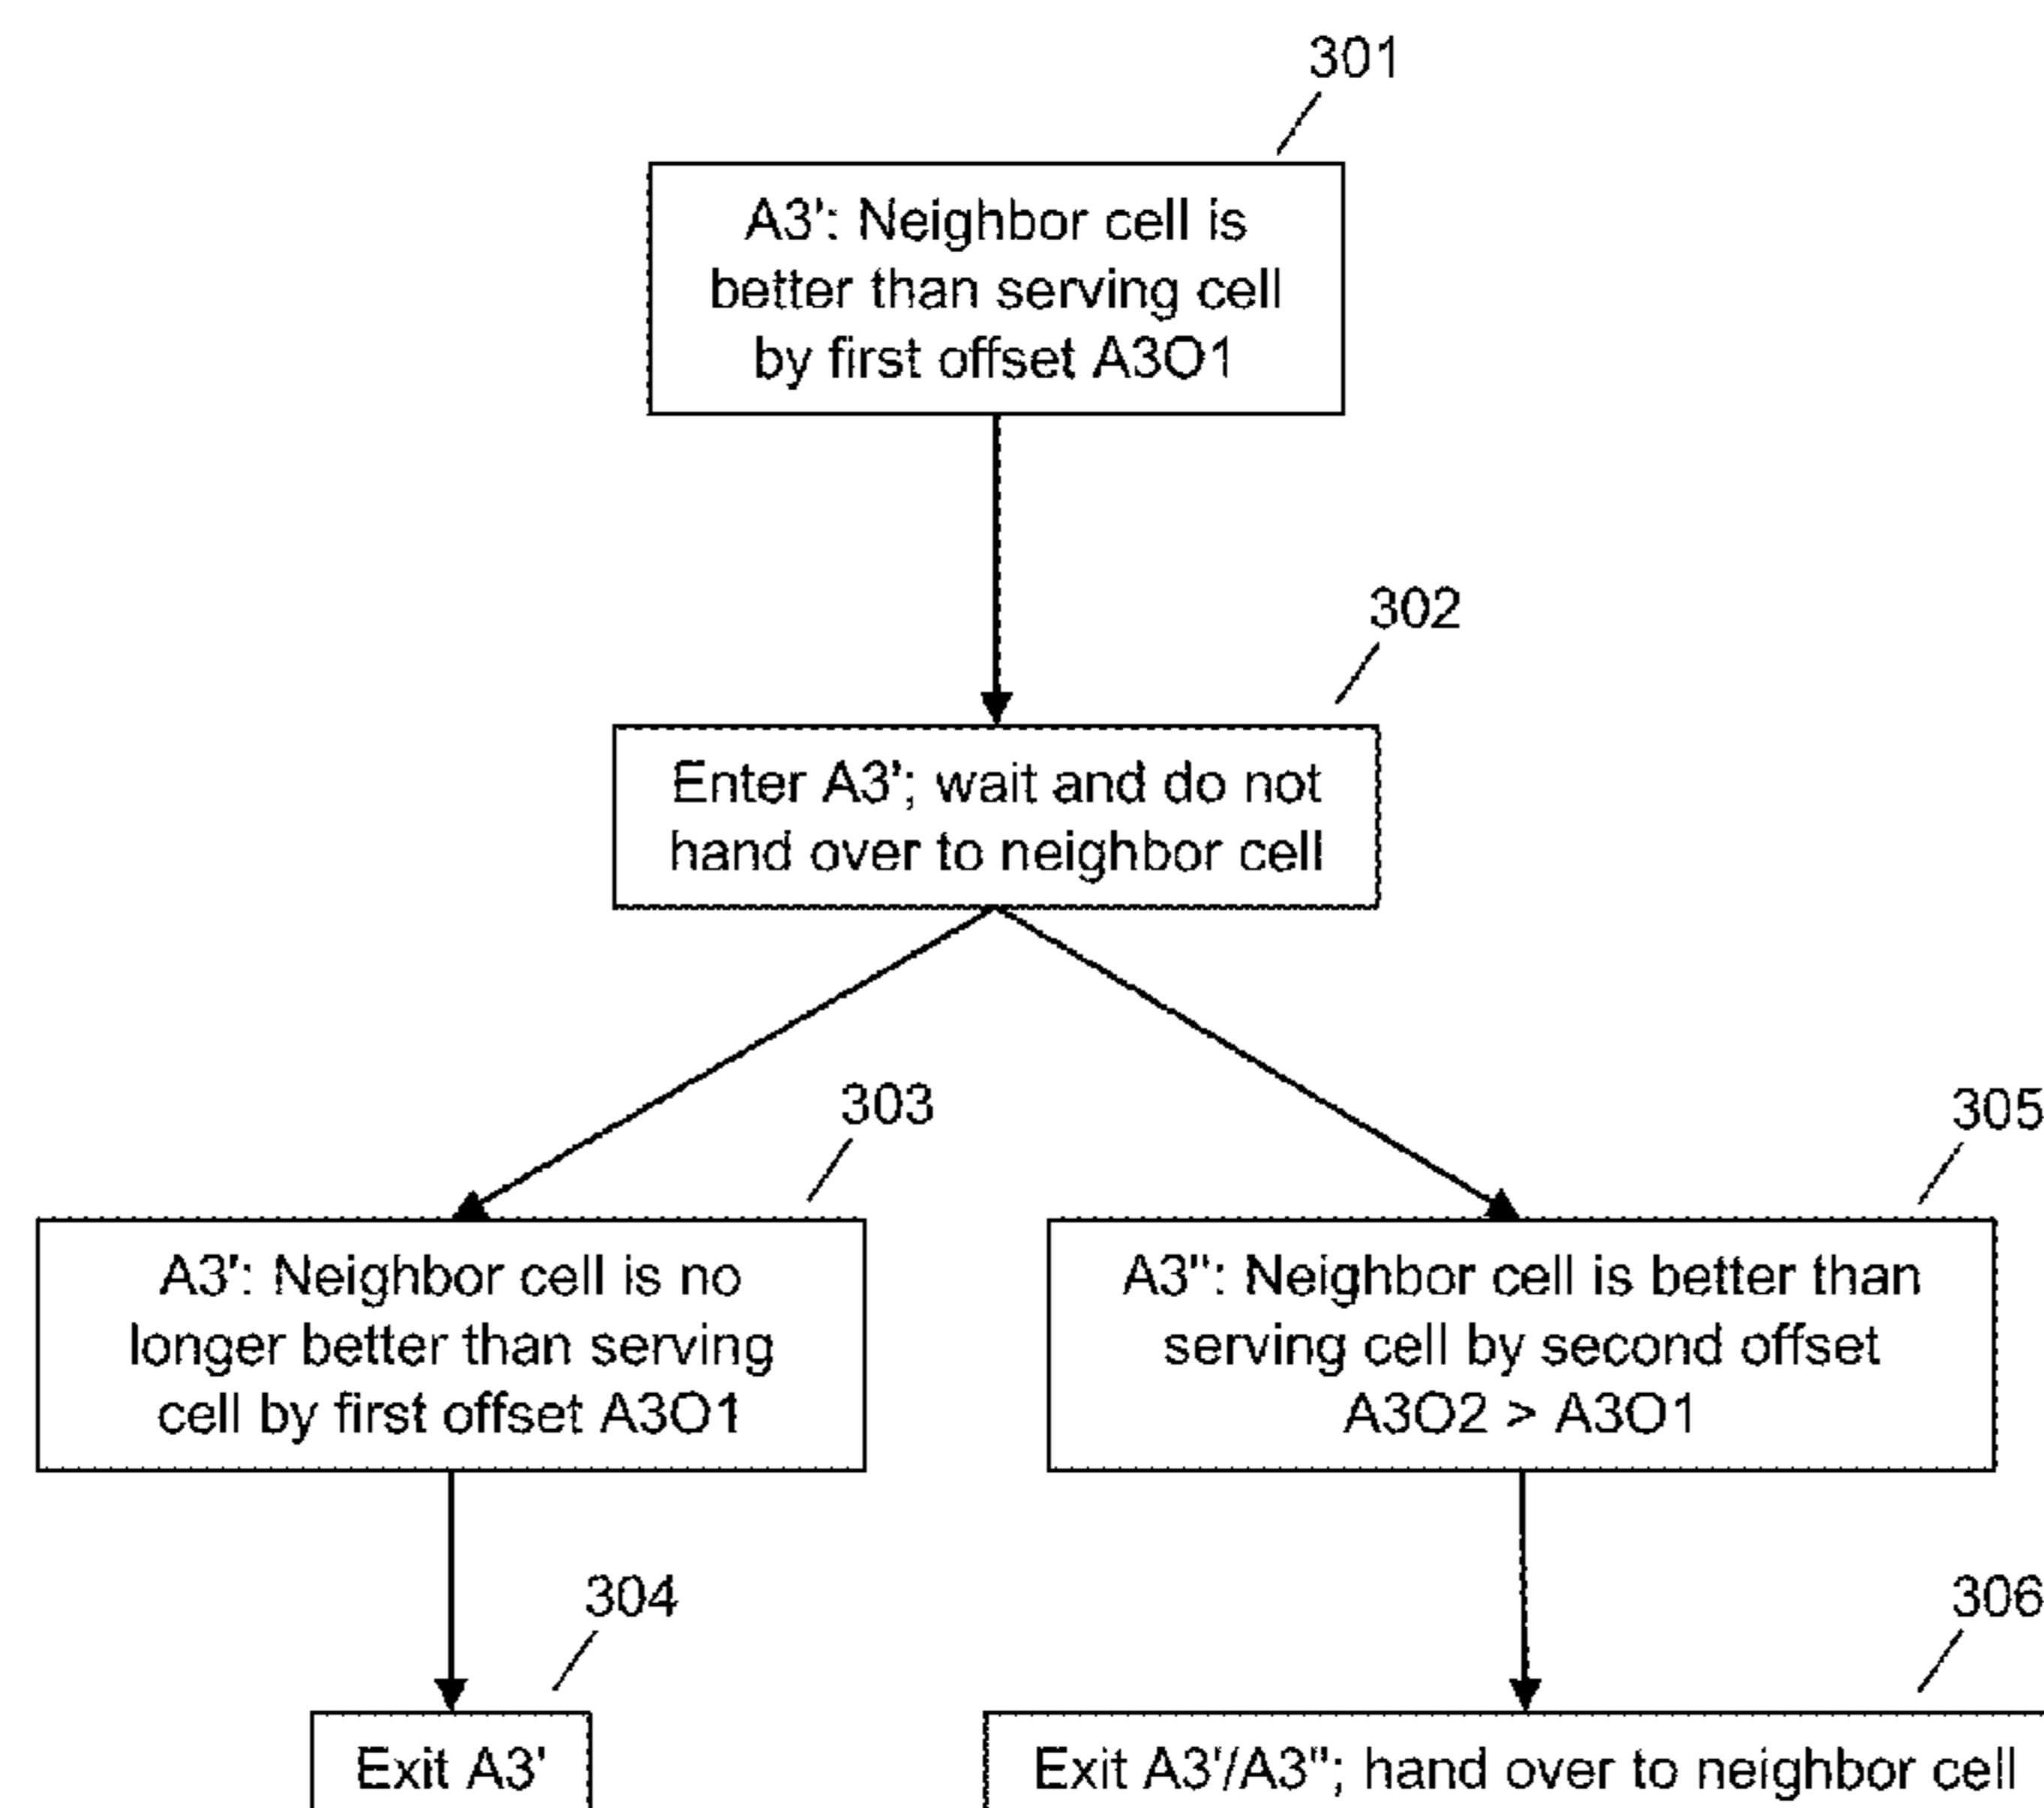 301
A3': Neighbor cell is
better than serving cell
by first offset A3O1
302
Enter A3'; wait and do not
hand over to neighbor cell
303
A3': Neighbor cell is no
longer better than serving
cell by first offset A3O1
305
A3": Neighbor cell is better than
serving cell by second offset
A3O2 > A3O1
304
Exit A3'
306
Exit A3'/A3"; hand over to neighbor cell